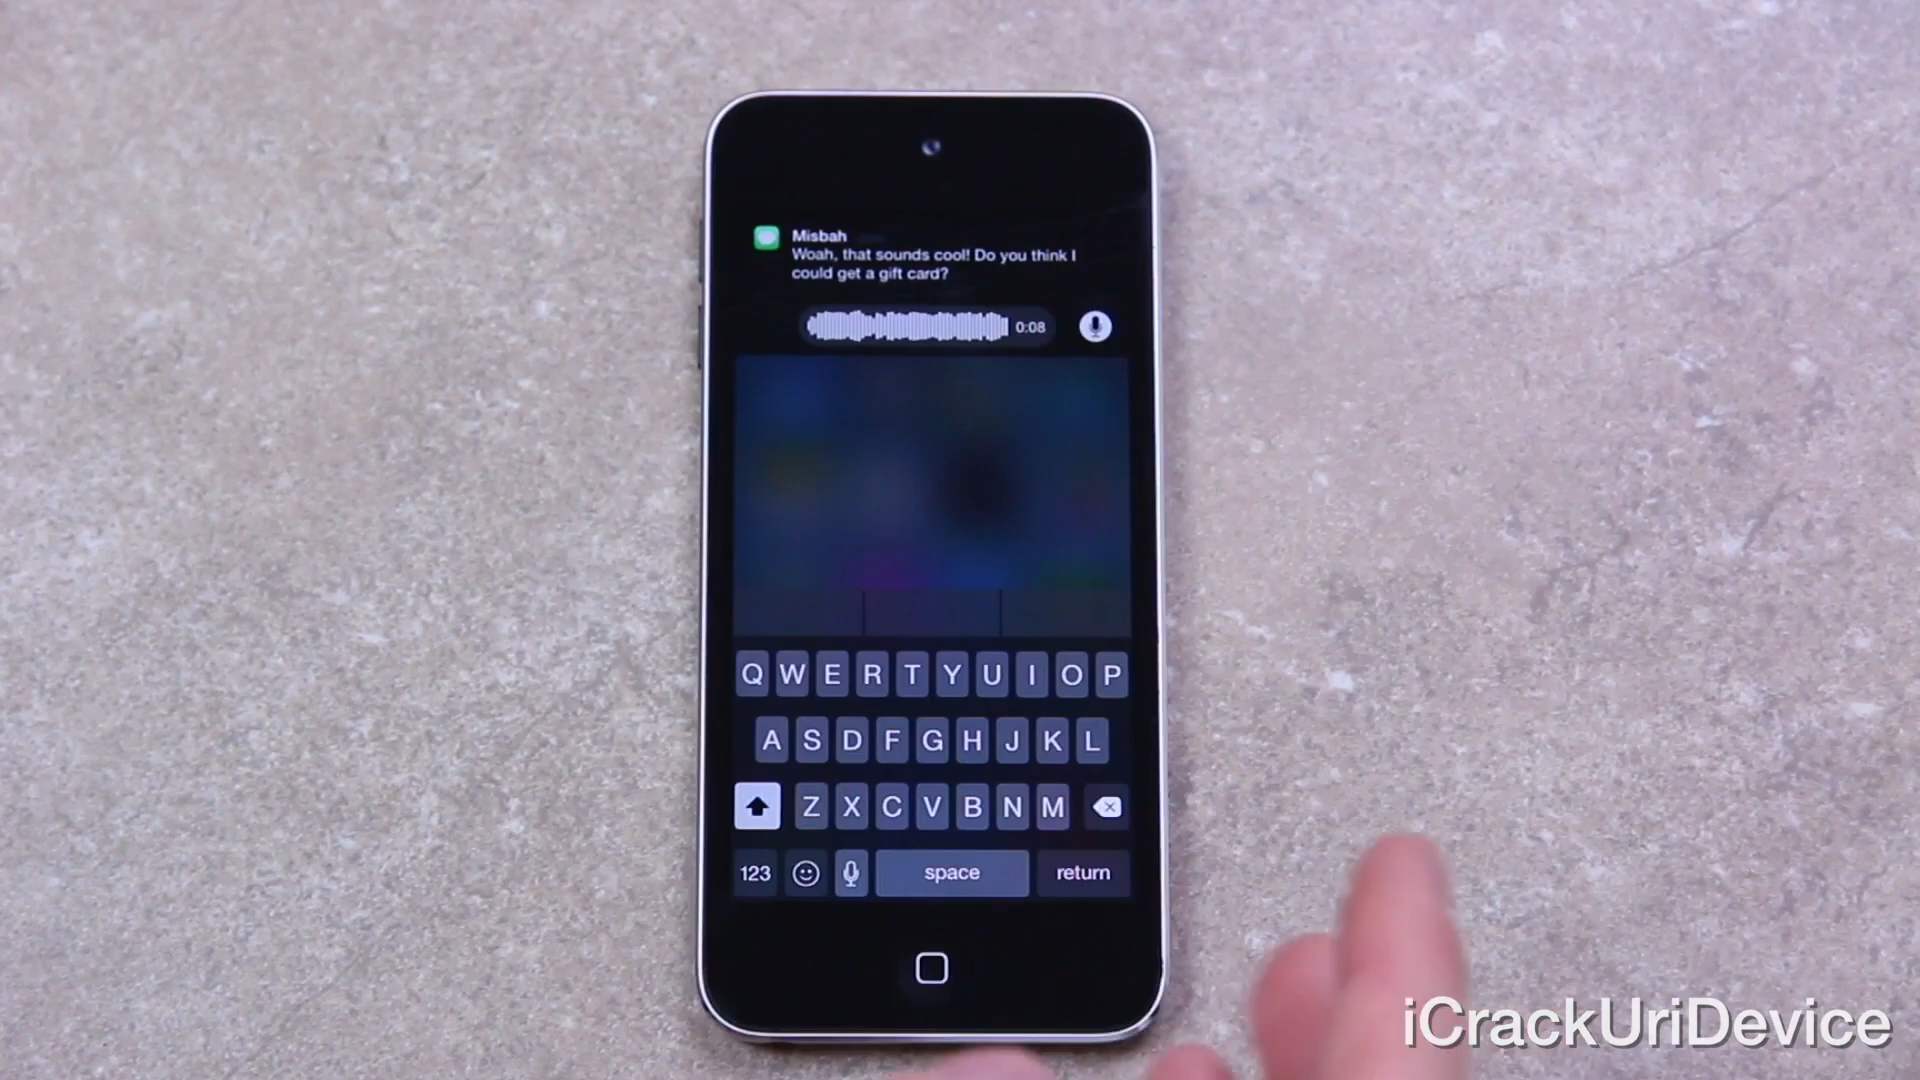 Misbah
Woah, that sounds cool! Do you think I
could get a gift card?
0:08
Q W E R T Y U I O P
A S D F G H J K L
Z X C V B N M
123 space return
iCrackUriDevice